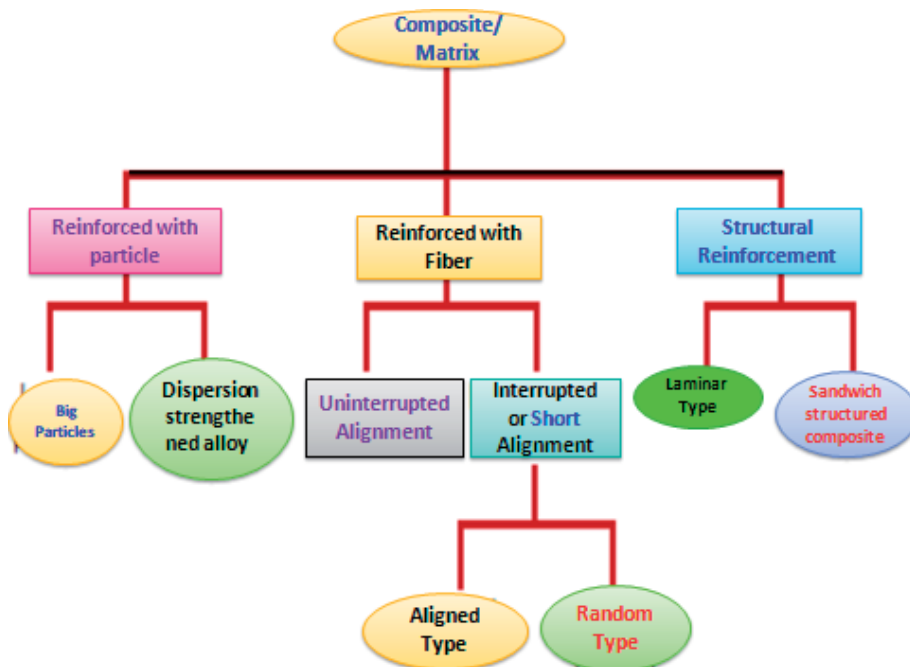 Composite/
Matrix
Reinforced with
particle
Reinforced with
Fiber
Structural
Reinforcement
Big
Particles
Dispersion
strengthe
ned alloy
Uninterrupted
Alignment
Interrupted
or Short
Alignment
Laminar
Type
Sandwich
structured
composite
Aligned
Type
Random
Type